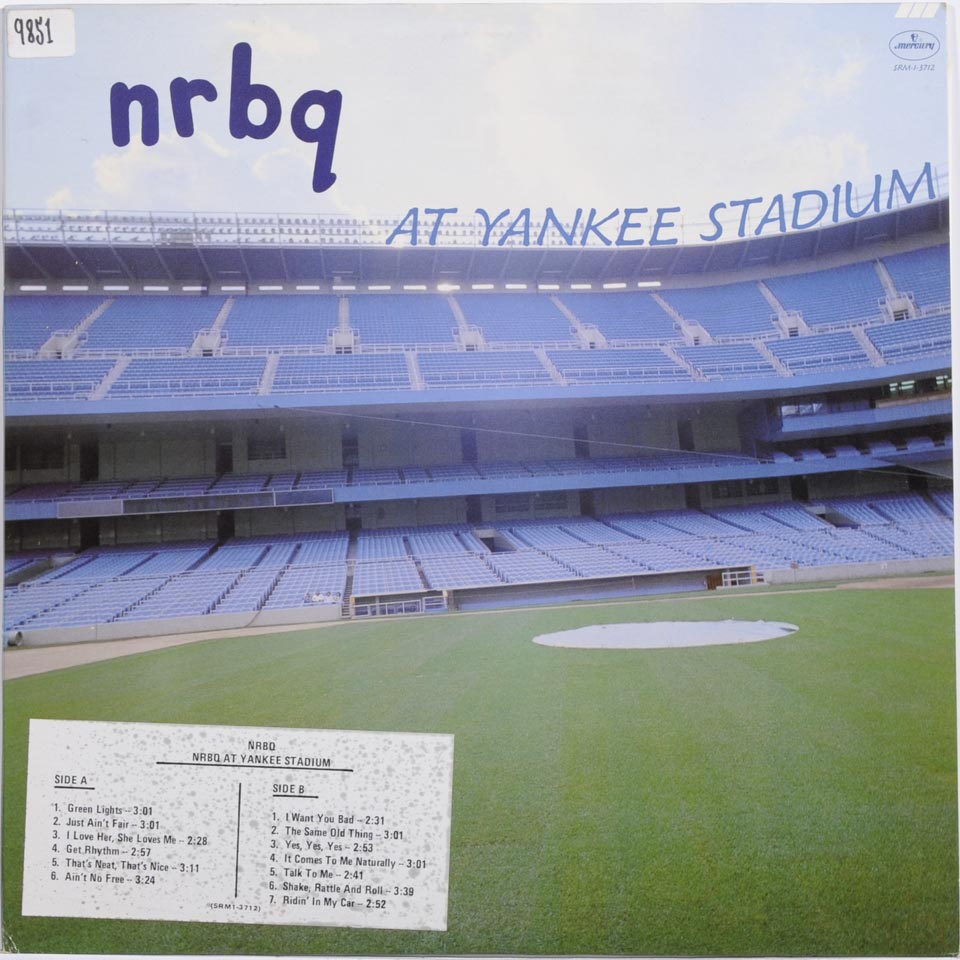 9851
mercury
SRM-1-3712
nrbq
AT YANKEE STADIUM
NRBQ
NRBQ AT YANKEE STADIUM
SIDE A
1. Green Lights -- 3:01
2. Just Ain't Fair -- 3:01
3. I Love Her, She Loves Me -- 2:28
4. Get Rhythm -- 2:57
5. That's Neat, That's Nice -- 3:11
6. Ain't No Free -- 3:24
SIDE B
1. I Want You Bad -- 2:31
2. The Same Old Thing -- 3:01
3. Yes, Yes, Yes -- 2:53
4. It Comes To Me Naturally -- 3:01
5. Talk To Me -- 2:41
6. Shake, Rattle And Roll -- 3:39
7. Ridin' In My Car -- 2:52
(SRM1-3712)